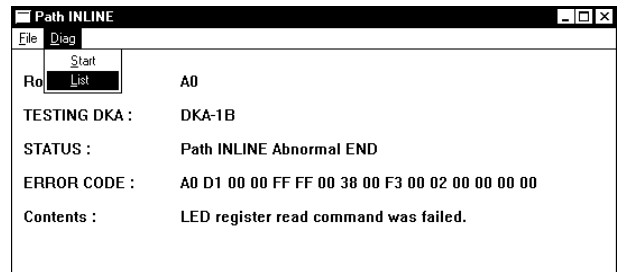 Path INLINE
File Diag
Start
List
Ro A0
TESTING DKA : DKA-1B
STATUS : Path INLINE Abnormal END
ERROR CODE : A0 D1 00 00 FF FF 00 38 00 F3 00 02 00 00 00 00
Contents : LED register read command was failed.